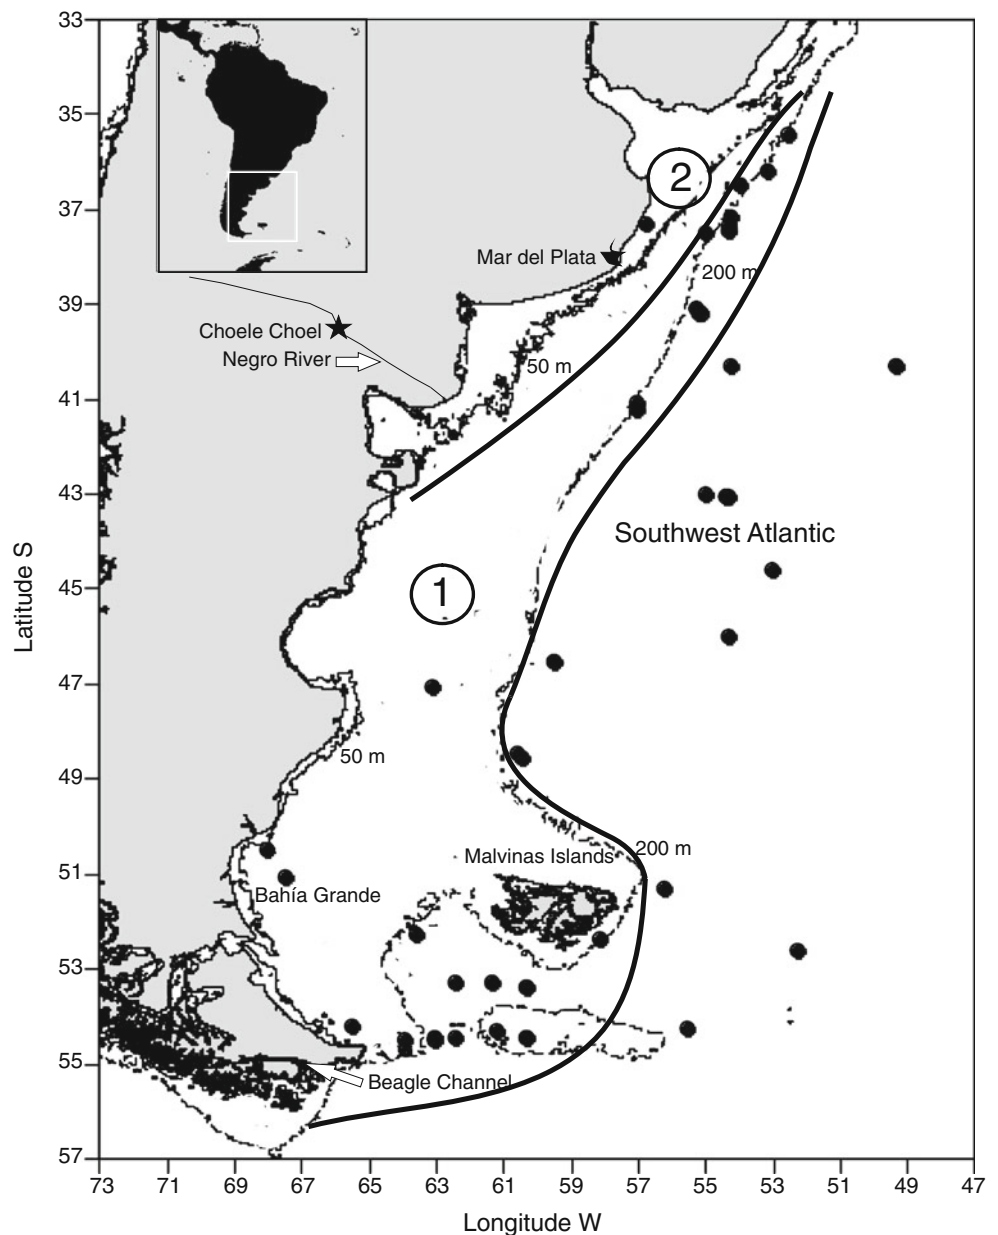 33
35
37
39
41
43
45
47
49
51
53
55
57
Latitude S
2
Mar del Plata
200 m
Choele Choel
Negro River
50 m
Southwest Atlantic
1
50 m
200 m
Malvinas Islands
Bahía Grande
Beagle Channel
73 71 69 67 65 63 61 59 57 55 53 51 49 47
Longitude W